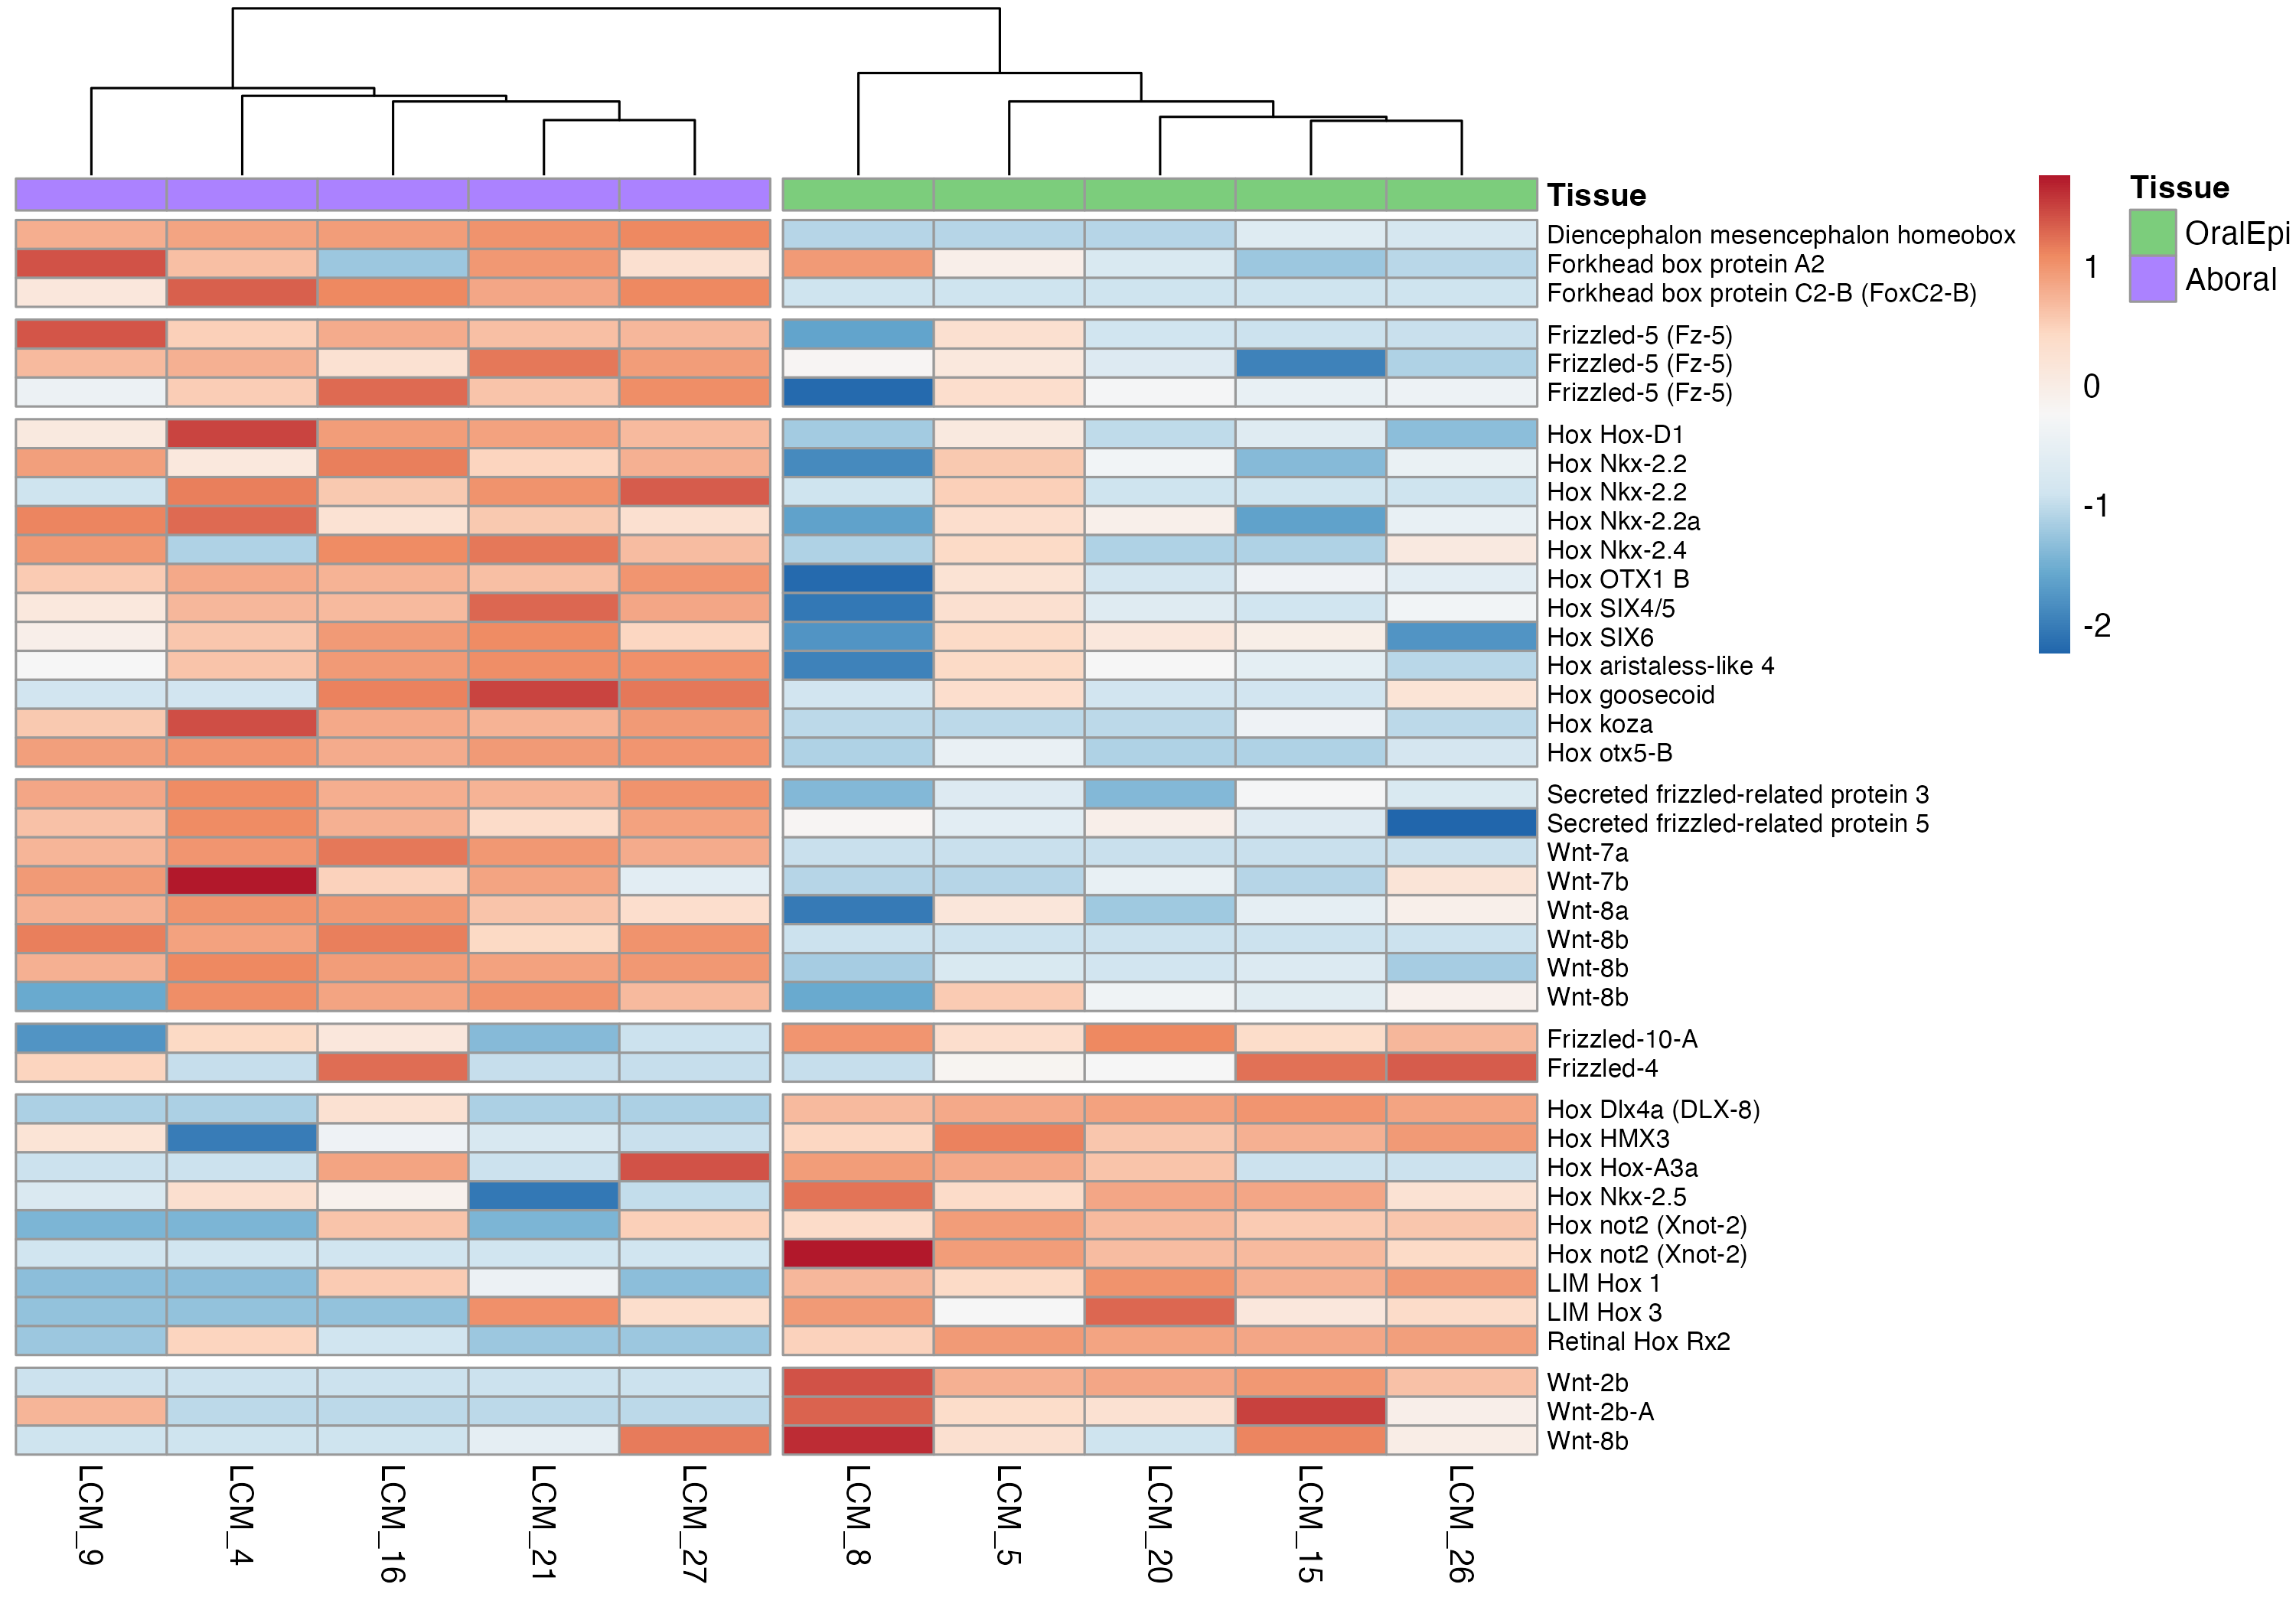 Tissue
Diencephalon mesencephalon homeobox
Forkhead box protein A2
Forkhead box protein C2-B (FoxC2-B)
Frizzled-5 (Fz-5)
Frizzled-5 (Fz-5)
Frizzled-5 (Fz-5)
Hox Hox-D1
Hox Nkx-2.2
Hox Nkx-2.2
Hox Nkx-2.2a
Hox Nkx-2.4
Hox OTX1 B
Hox SIX4/5
Hox SIX6
Hox aristaless-like 4
Hox goosecoid
Hox koza
Hox otx5-B
Secreted frizzled-related protein 3
Secreted frizzled-related protein 5
Wnt-7a
Wnt-7b
Wnt-8a
Wnt-8b
Wnt-8b
Wnt-8b
Frizzled-10-A
Frizzled-4
Hox Dlx4a (DLX-8)
Hox HMX3
Hox Hox-A3a
Hox Nkx-2.5
Hox not2 (Xnot-2)
Hox not2 (Xnot-2)
LIM Hox 1
LIM Hox 3
Retinal Hox Rx2
Wnt-2b
Wnt-2b-A
Wnt-8b
1
0
-1
-2
Tissue
OralEpi
Aboral
LCM_9
LCM_4
LCM_16
LCM_21
LCM_27
LCM_8
LCM_5
LCM_20
LCM_15
LCM_26